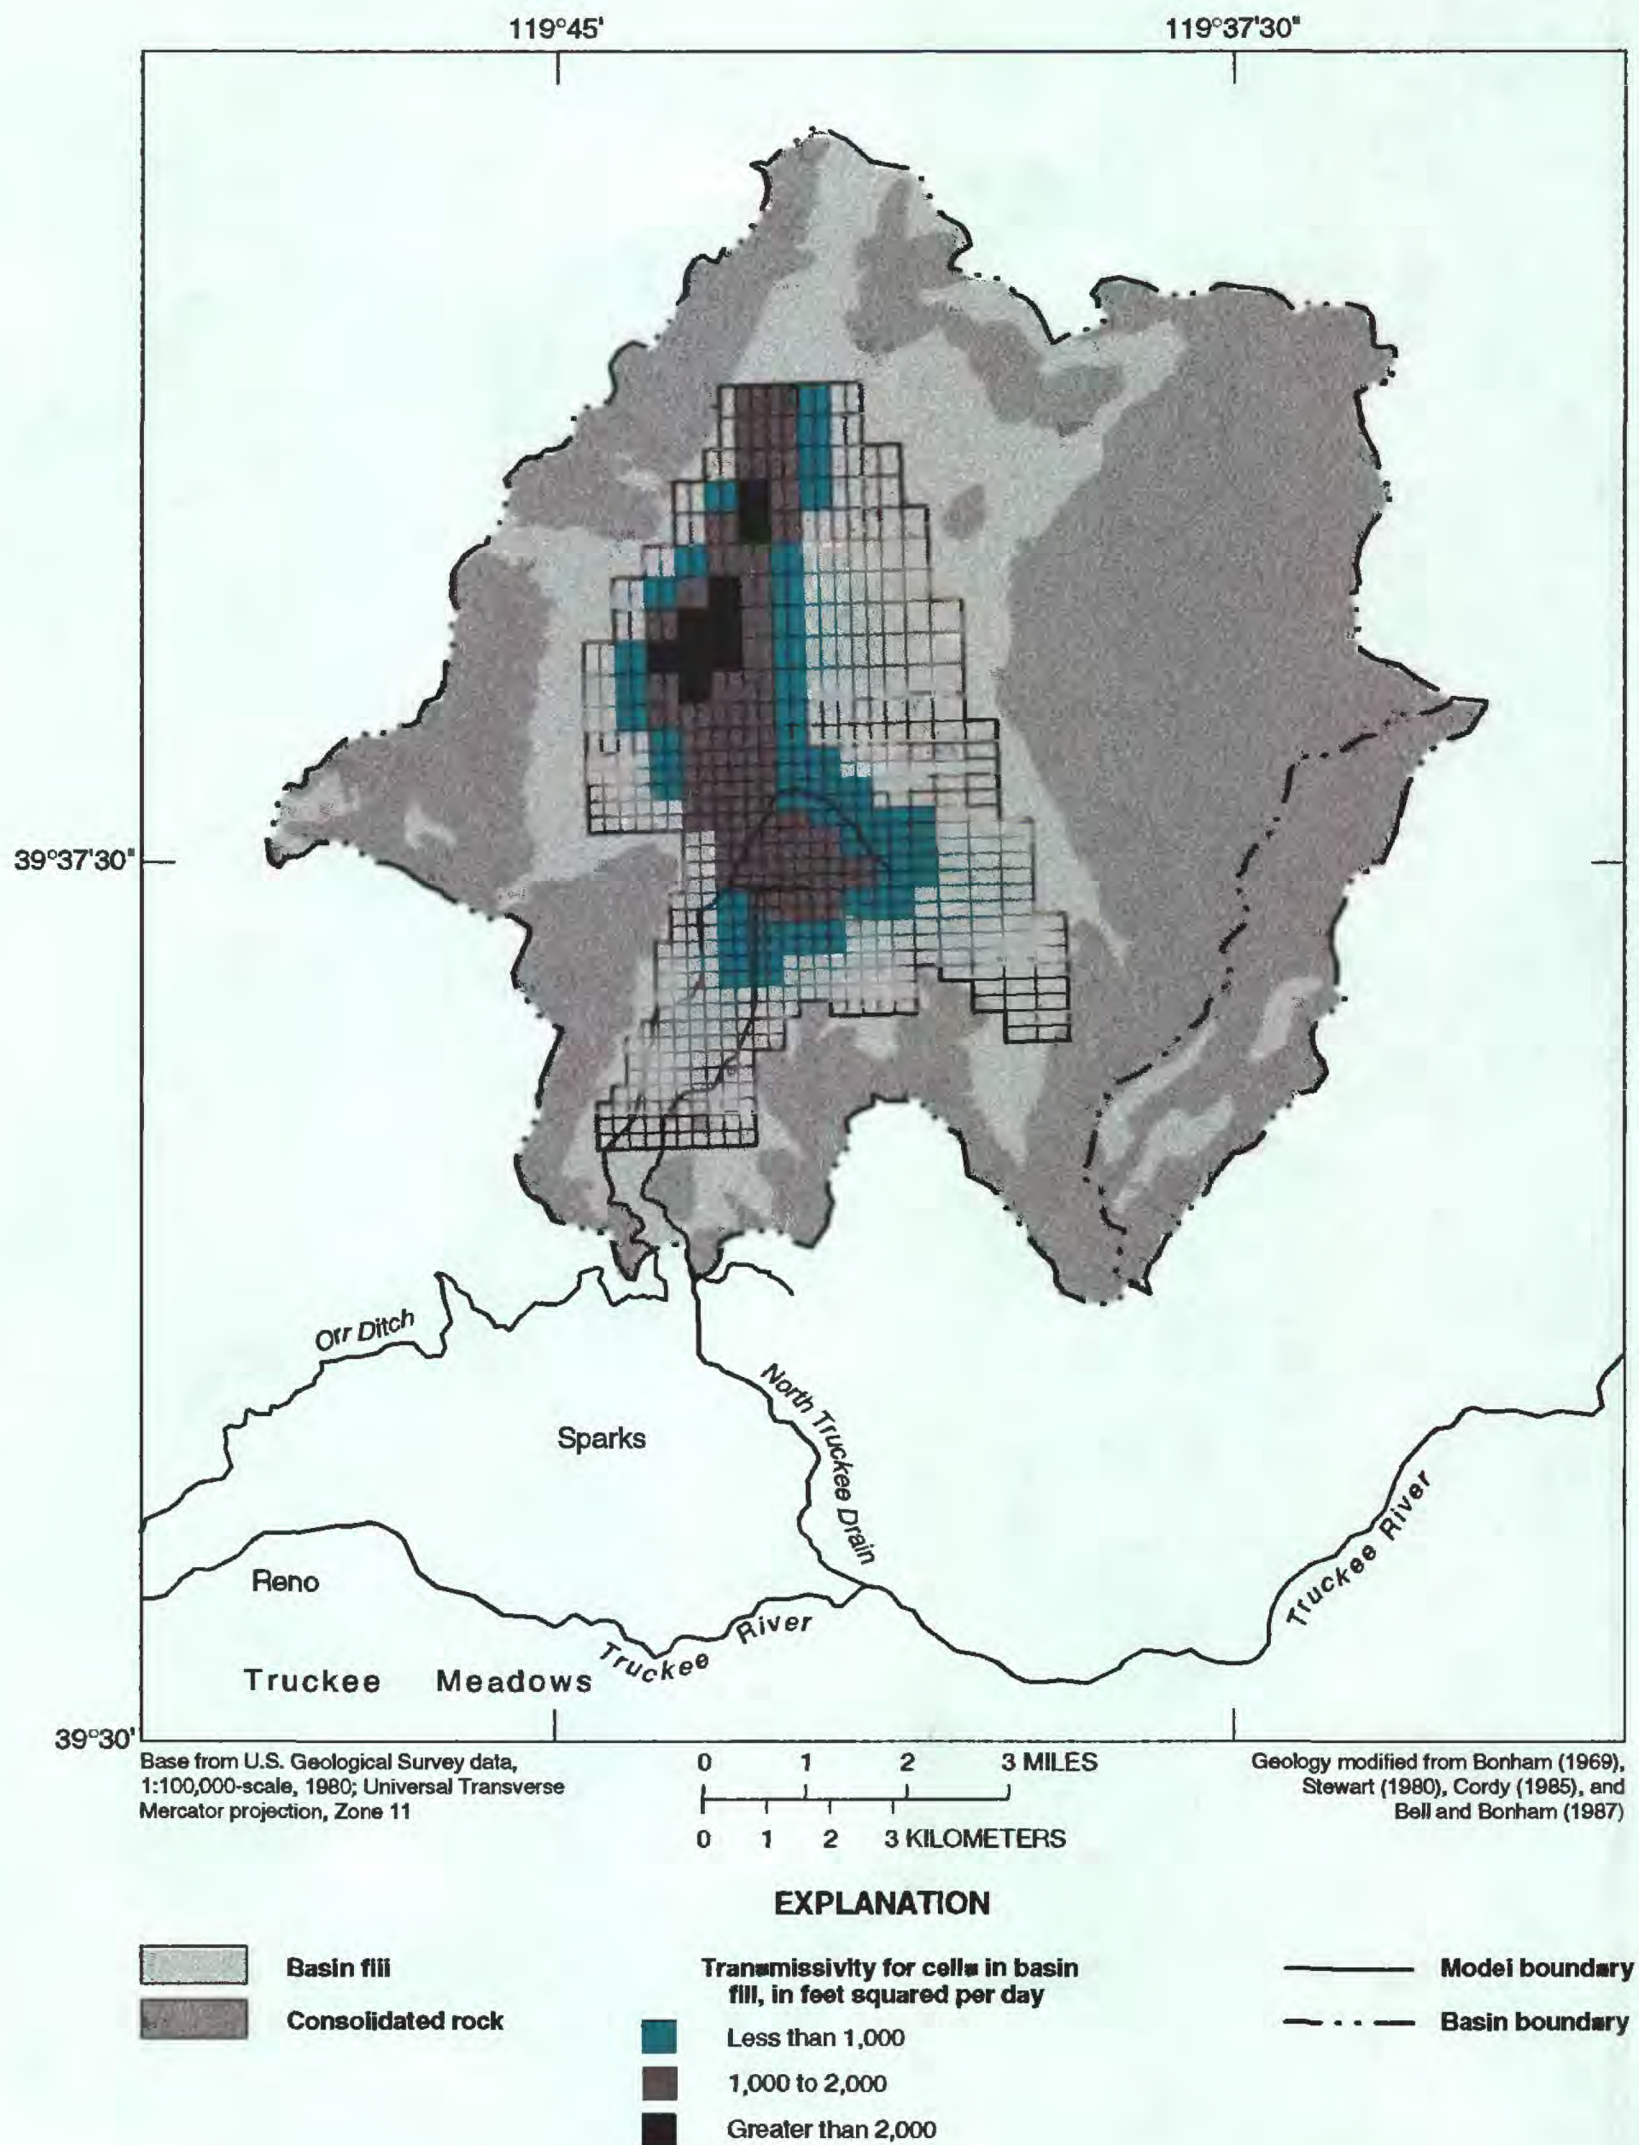 119°45'
119°37'30"
39°37'30"
Orr Ditch
North Truckee Drain
Sparks
Truckee River
Reno
Truckee River
Truckee Meadows
39°30'
Base from U.S. Geological Survey data,
1:100,000-scale, 1980; Universal Transverse
Mercator projection, Zone 11
0 1 2 3 MILES
0 1 2 3 KILOMETERS
Geology modified from Bonham (1969),
Stewart (1980), Cordy (1985), and
Bell and Bonham (1987)
EXPLANATION
Basin fill
Consolidated rock
Transmissivity for cells in basin
fill, in feet squared per day
Less than 1,000
1,000 to 2,000
Greater than 2,000
Model boundary
Basin boundary